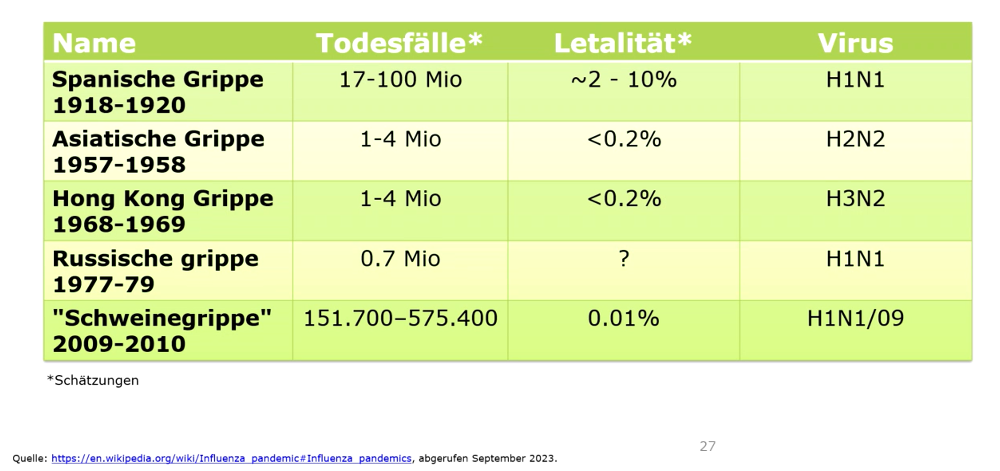 Name Todesfälle* Letalität* Virus
Spanische Grippe 17-100 Mio ~2 - 10% H1N1
1918-1920
Asiatische Grippe 1-4 Mio <0.2% H2N2
1957-1958
Hong Kong Grippe 1-4 Mio <0.2% H3N2
1968-1969
Russische grippe 0.7 Mio ? H1N1
1977-79
"Schweinegrippe" 151.700–575.400 0.01% H1N1/09
2009-2010
*Schätzungen
27
Quelle: https://en.wikipedia.org/wiki/Influenza_pandemic#Influenza_pandemics, abgerufen September 2023.